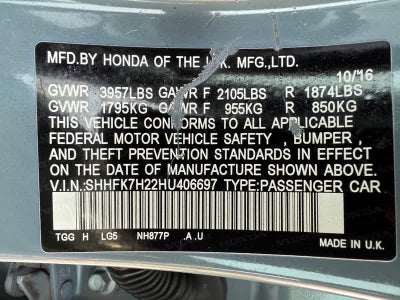 MFD.BY HONDA OF THE U.K. MFG.,LTD.
10/16
GVWR 3957LBS GAWR F 2105LBS R 1874LBS
GVWR 1795KG GAWR F 955KG R 850KG
THIS VEHICLE CONFORMS TO ALL APPLICABLE
FEDERAL MOTOR VEHICLE SAFETY , BUMPER ,
AND THEFT PREVENTION STANDARDS IN EFFECT
ON THE DATE OF MANUFACTURE SHOWN ABOVE.
V.I.N.:SHHFK7H22HU406697 TYPE:PASSENGER CAR
TGG H LG5 NH877P .A .U
MADE IN U.K.